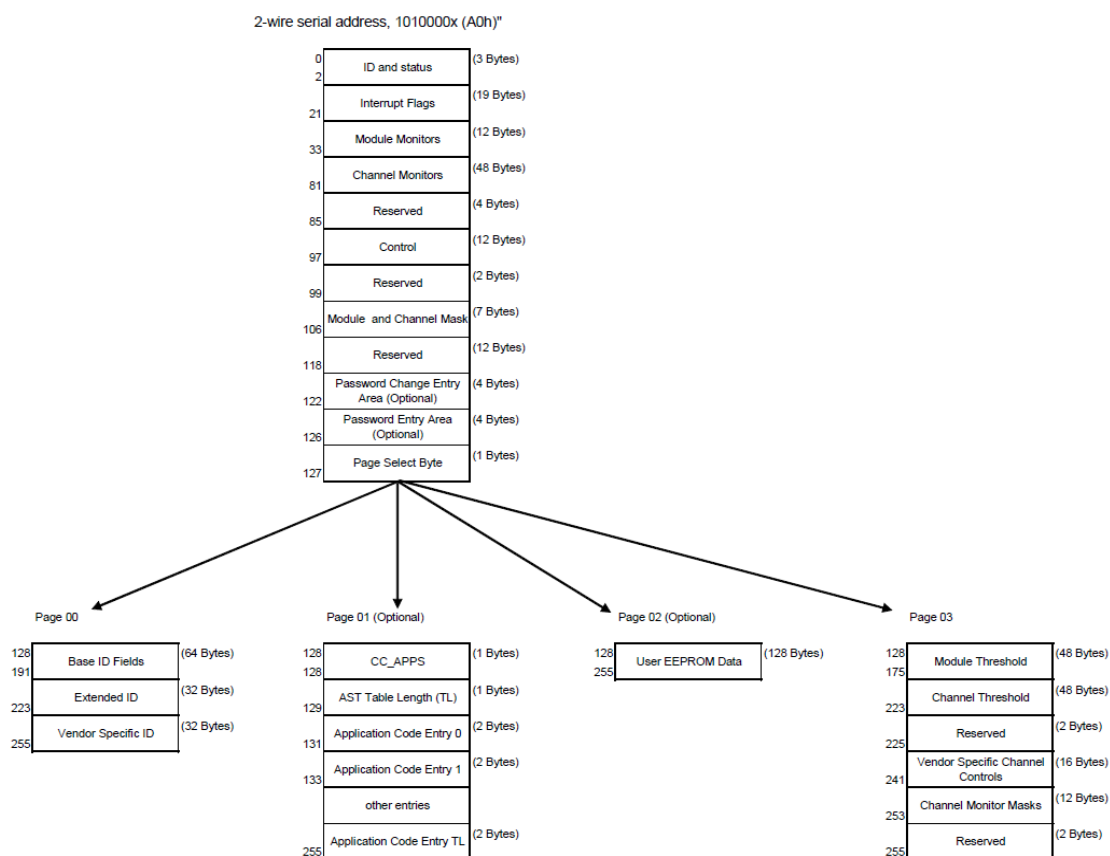 2-wire serial address, 1010000x (A0h)"
0
2
ID and status
(3 Bytes)
21
Interrupt Flags
(19 Bytes)
33
Module Monitors
(12 Bytes)
81
Channel Monitors
(48 Bytes)
85
Reserved
(4 Bytes)
97
Control
(12 Bytes)
99
Reserved
(2 Bytes)
106
Module and Channel Mask
(7 Bytes)
118
Reserved
(12 Bytes)
122
Password Change Entry
Area (Optional)
(4 Bytes)
126
Password Entry Area
(Optional)
(4 Bytes)
127
Page Select Byte
(1 Bytes)
Page 00
128
191
Base ID Fields
(64 Bytes)
223
Extended ID
(32 Bytes)
255
Vendor Specific ID
(32 Bytes)
Page 01 (Optional)
128
128
CC_APPS
(1 Bytes)
129
AST Table Length (TL)
(1 Bytes)
131
Application Code Entry 0
(2 Bytes)
133
Application Code Entry 1
(2 Bytes)
other entries
255
Application Code Entry TL
(2 Bytes)
Page 02 (Optional)
128
255
User EEPROM Data
(128 Bytes)
Page 03
128
175
Module Threshold
(48 Bytes)
223
Channel Threshold
(48 Bytes)
225
Reserved
(2 Bytes)
241
Vendor Specific Channel
Controls
(16 Bytes)
253
Channel Monitor Masks
(12 Bytes)
255
Reserved
(2 Bytes)